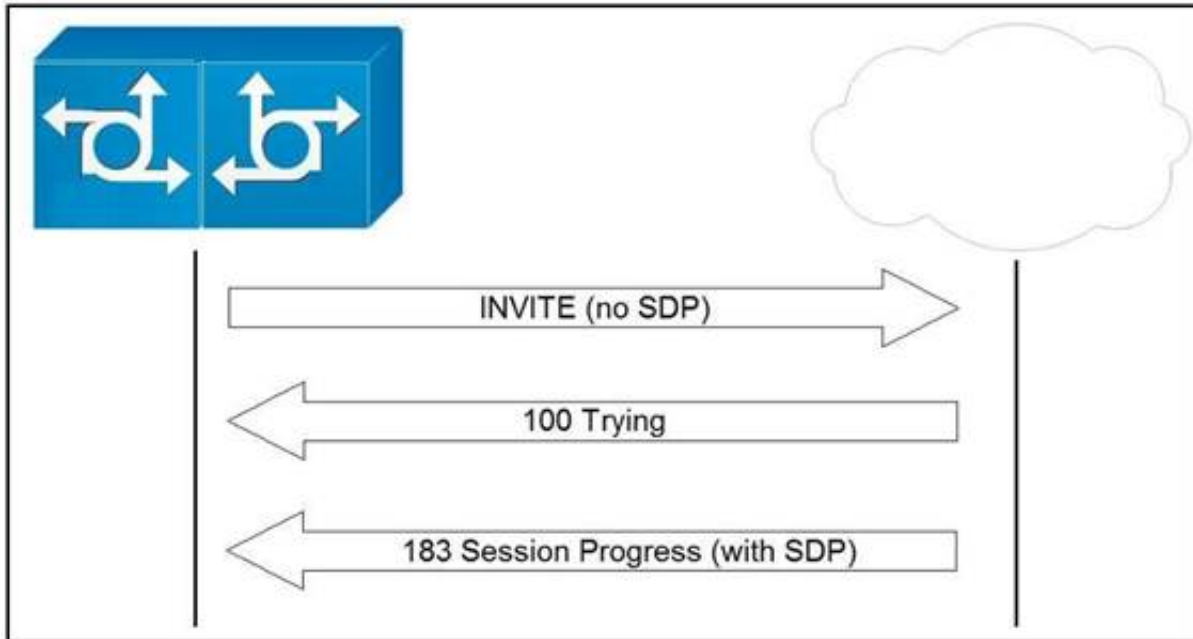 INVITE (no SDP)
100 Trying
183 Session Progress (with SDP)